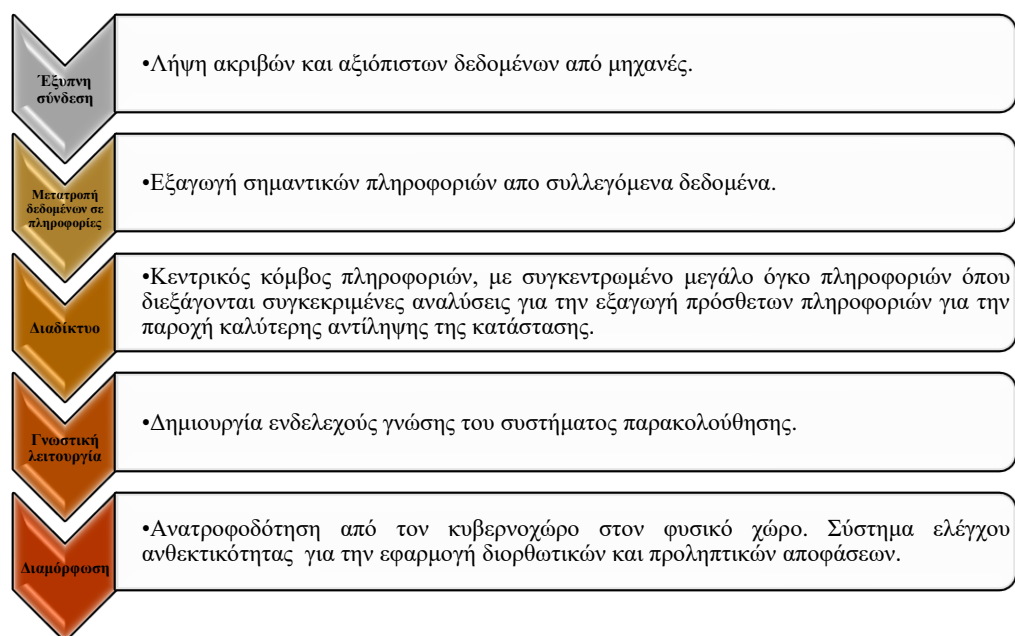 Έξυπνη
σύνδεση
•Λήψη ακριβών και αξιόπιστων δεδομένων από μηχανές.
Μετατροπή
δεδομένων σε
πληροφορίες
•Εξαγωγή σημαντικών πληροφοριών απο συλλεγόμενα δεδομένα.
Διαδίκτυο
•Κεντρικός κόμβος πληροφοριών, με συγκεντρωμένο μεγάλο όγκο πληροφοριών όπου
διεξάγονται συγκεκριμένες αναλύσεις για την εξαγωγή πρόσθετων πληροφοριών για την
παροχή καλύτερης αντίληψης της κατάστασης.
Γνωστική
λειτουργία
•Δημιουργία ενδελεχούς γνώσης του συστήματος παρακολούθησης.
Διαμόρφωση
•Ανατροφοδότηση από τον κυβερνοχώρο στον φυσικό χώρο. Σύστημα ελέγχου
ανθεκτικότητας για την εφαρμογή διορθωτικών και προληπτικών αποφάσεων.